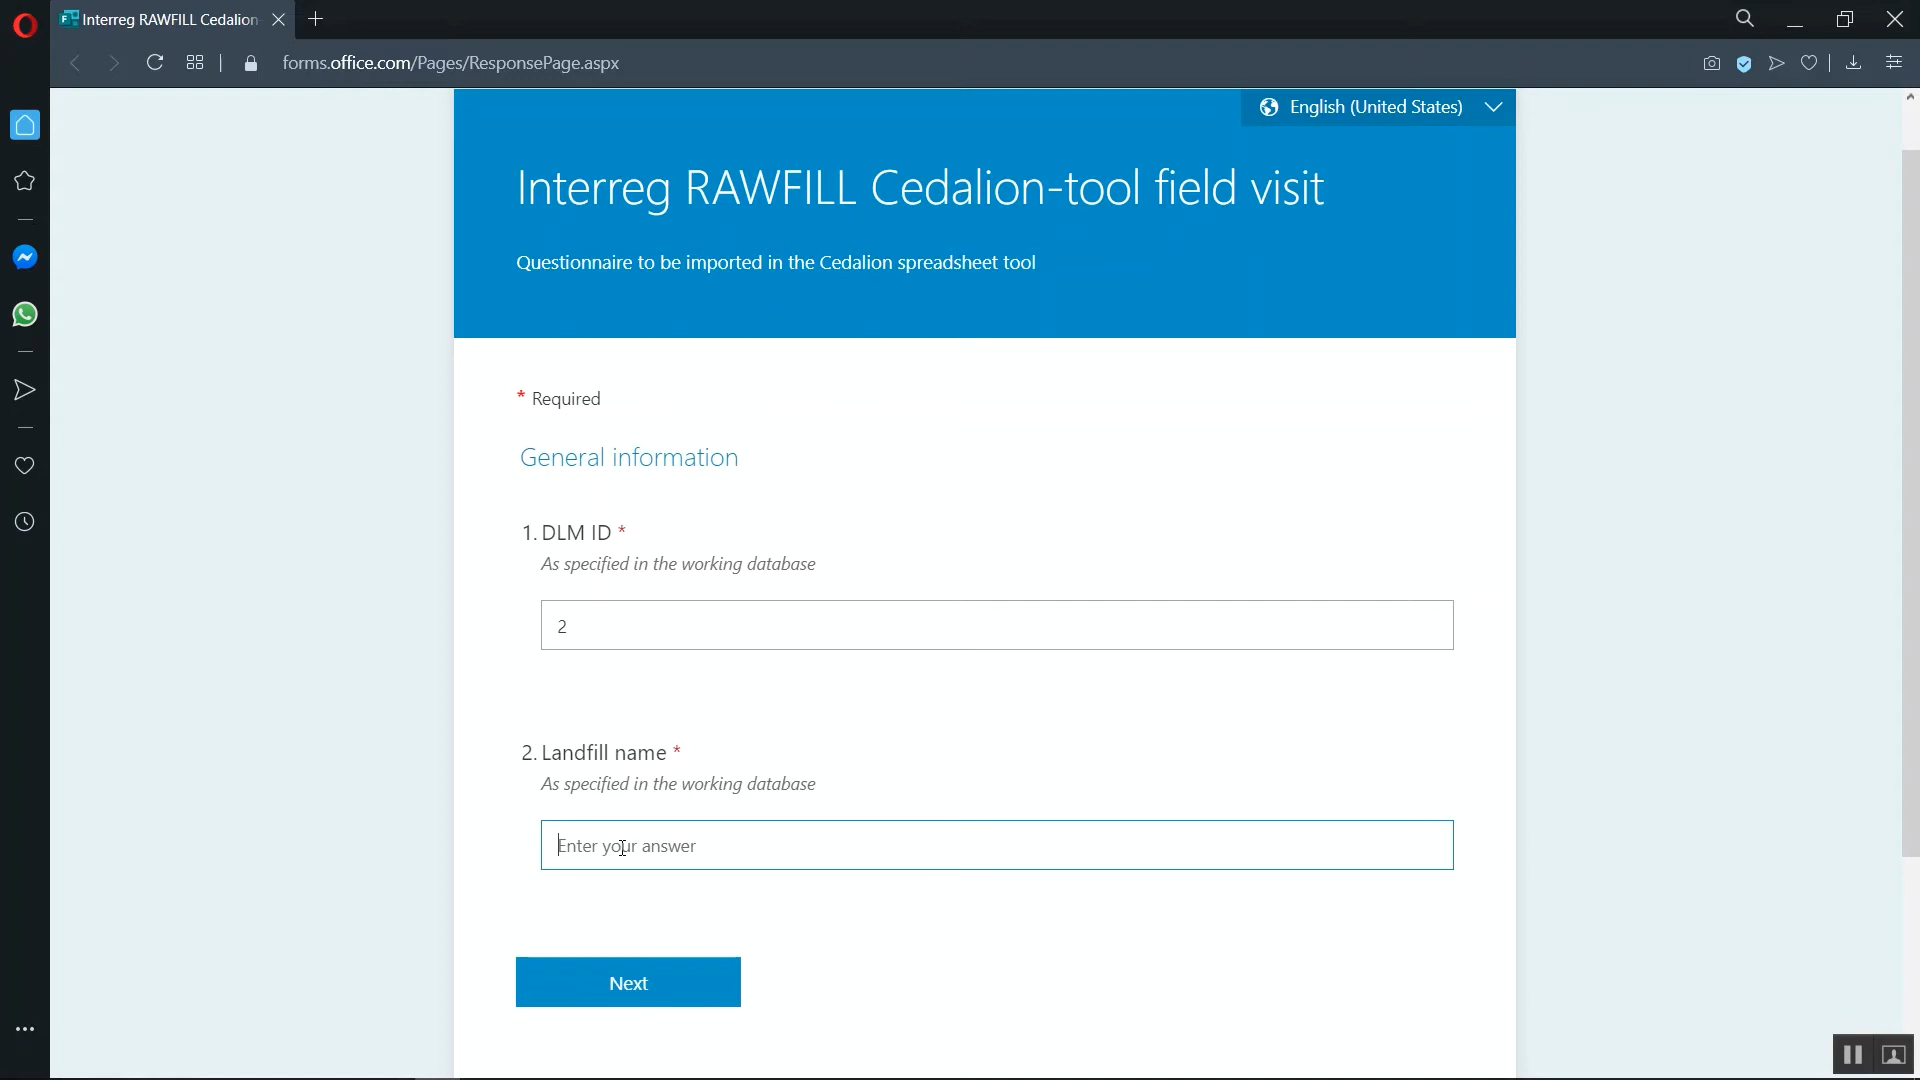 Interreg RAWFILL Cedalion-
forms.office.com/Pages/ResponsePage.aspx
English (United States)
Interreg RAWFILL Cedalion-tool field visit
Questionnaire to be imported in the Cedalion spreadsheet tool
* Required
General information
1. DLM ID *
As specified in the working database
2
2. Landfill name *
As specified in the working database
Enter your answer
Next